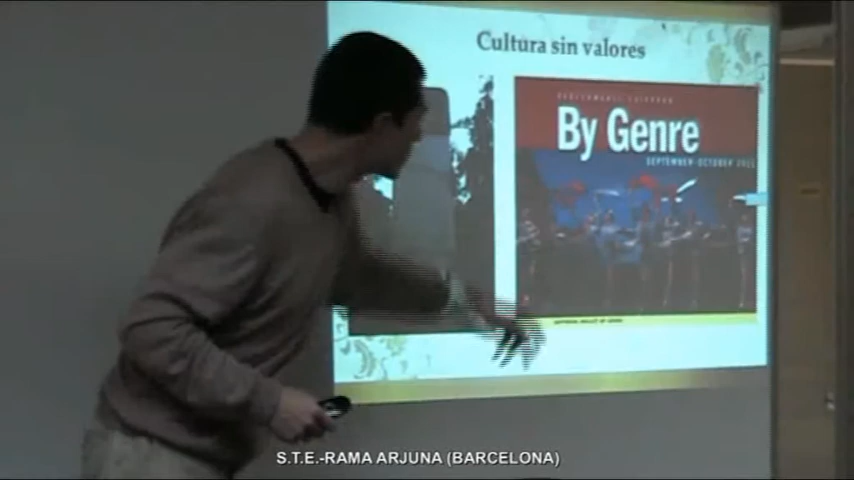 Cultura sin valores
By Genre
SEPTEMBER-OCTOBER
S.T.E.-RAMA ARJUNA (BARCELONA)